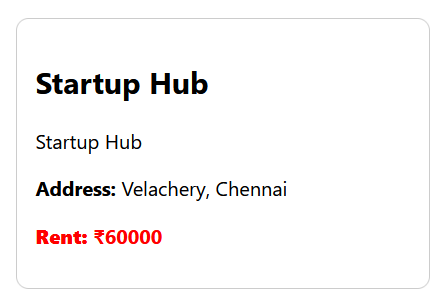 Startup Hub
Startup Hub
Address: Velachery, Chennai
Rent: ₹60000